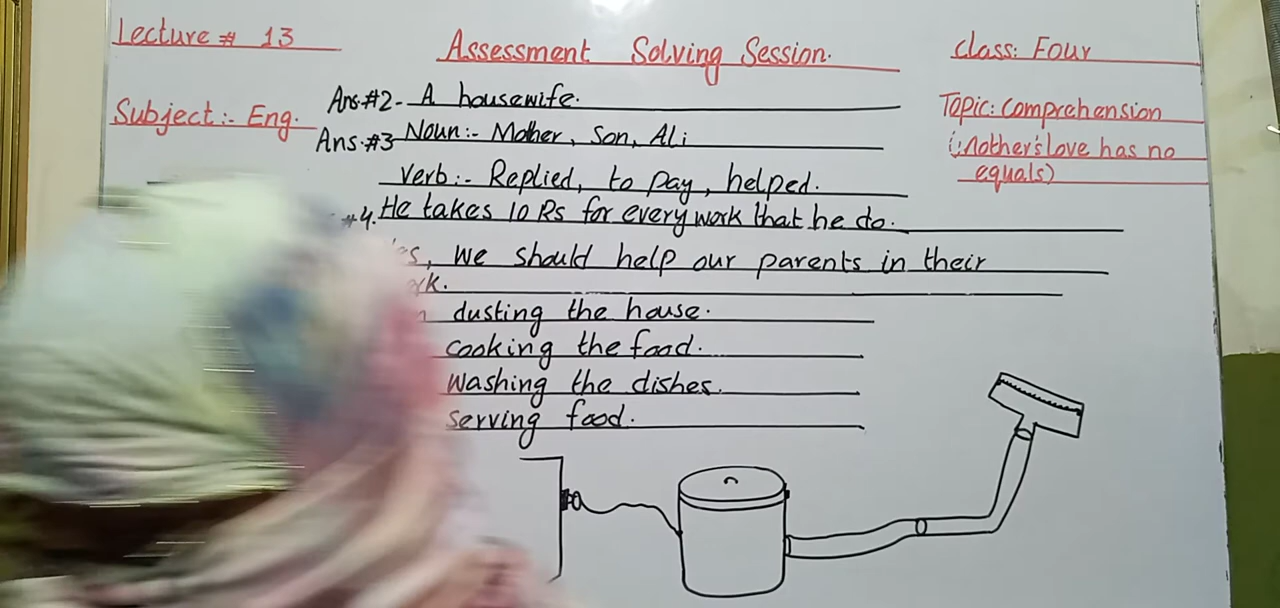 Lecture # 13
Assessment Solving Session.
Class: Four
Subject:- Eng.
Topic: Comprehension
(Mother's love has no
equals)
Ans.#2- A housewife.
Ans.#3 Noun:- Mother, Son, Ali
Verb:- Replied, to pay, helped.
#4. He takes 10 Rs for every work that he do.
we should help our parents in their
dusting the house.
cooking the food.
washing the dishes.
serving food.